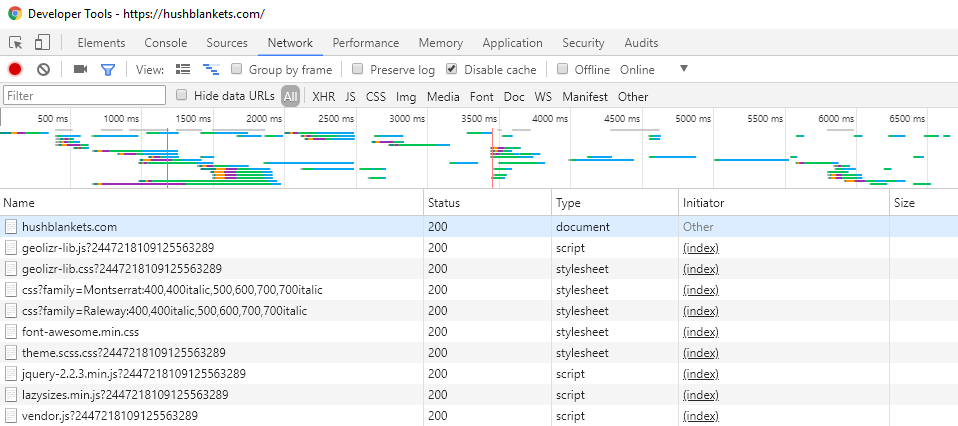 Developer Tools - https://hushblankets.com/
Elements Console Sources Network Performance Memory Application Security Audits
View: Group by frame Preserve log Disable cache Offline Online
Filter Hide data URLs All XHR JS CSS Img Media Font Doc WS Manifest Other
500 ms 1000 ms 1500 ms 2000 ms 2500 ms 3000 ms 3500 ms 4000 ms 4500 ms 5000 ms 5500 ms 6000 ms 6500 ms
Name Status Type Initiator Size
hushblankets.com 200 document Other
geolizr-lib.js?2447218109125563289 200 script (index)
geolizr-lib.css?2447218109125563289 200 stylesheet (index)
css?family=Montserrat:400,400italic,500,600,700,700italic 200 stylesheet (index)
css?family=Raleway:400,400italic,500,600,700,700italic 200 stylesheet (index)
font-awesome.min.css 200 stylesheet (index)
theme.scss.css?2447218109125563289 200 stylesheet (index)
jquery-2.2.3.min.js?2447218109125563289 200 script (index)
lazysizes.min.js?2447218109125563289 200 script (index)
vendor.js?2447218109125563289 200 script (index)